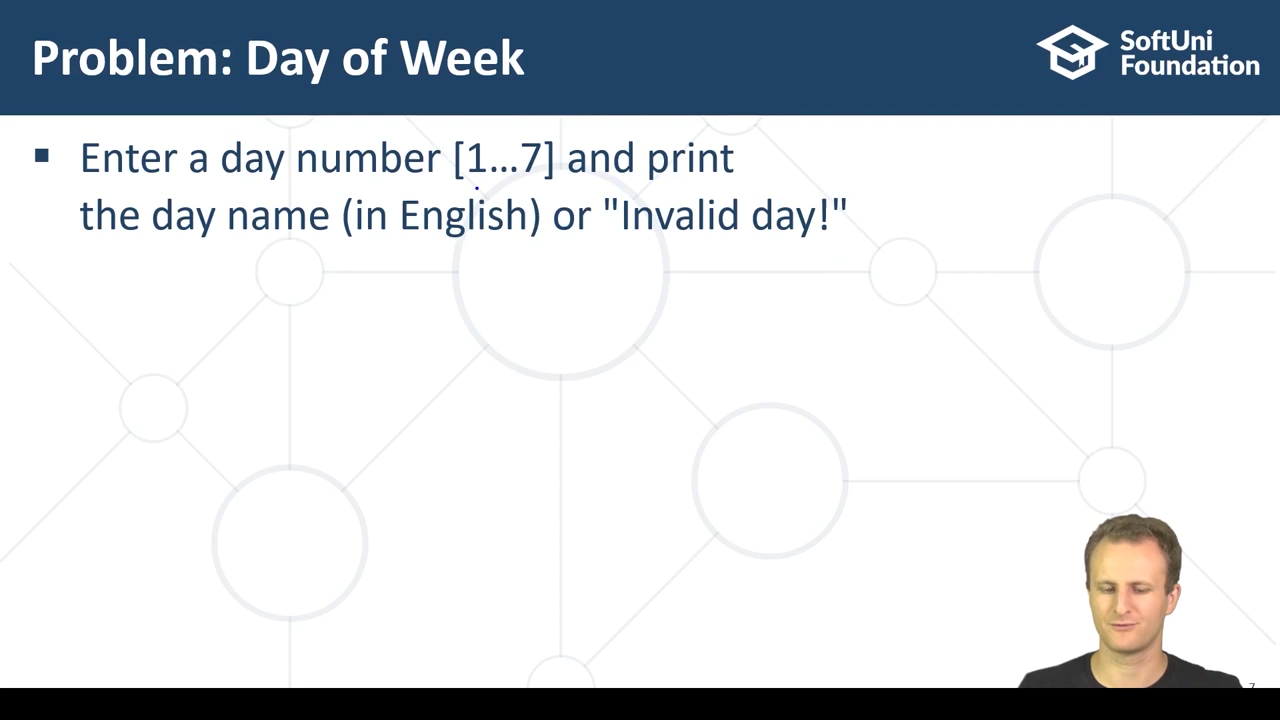 Problem: Day of Week
SoftUni
Foundation
▪ Enter a day number [1…7] and print
the day name (in English) or "Invalid day!"
7